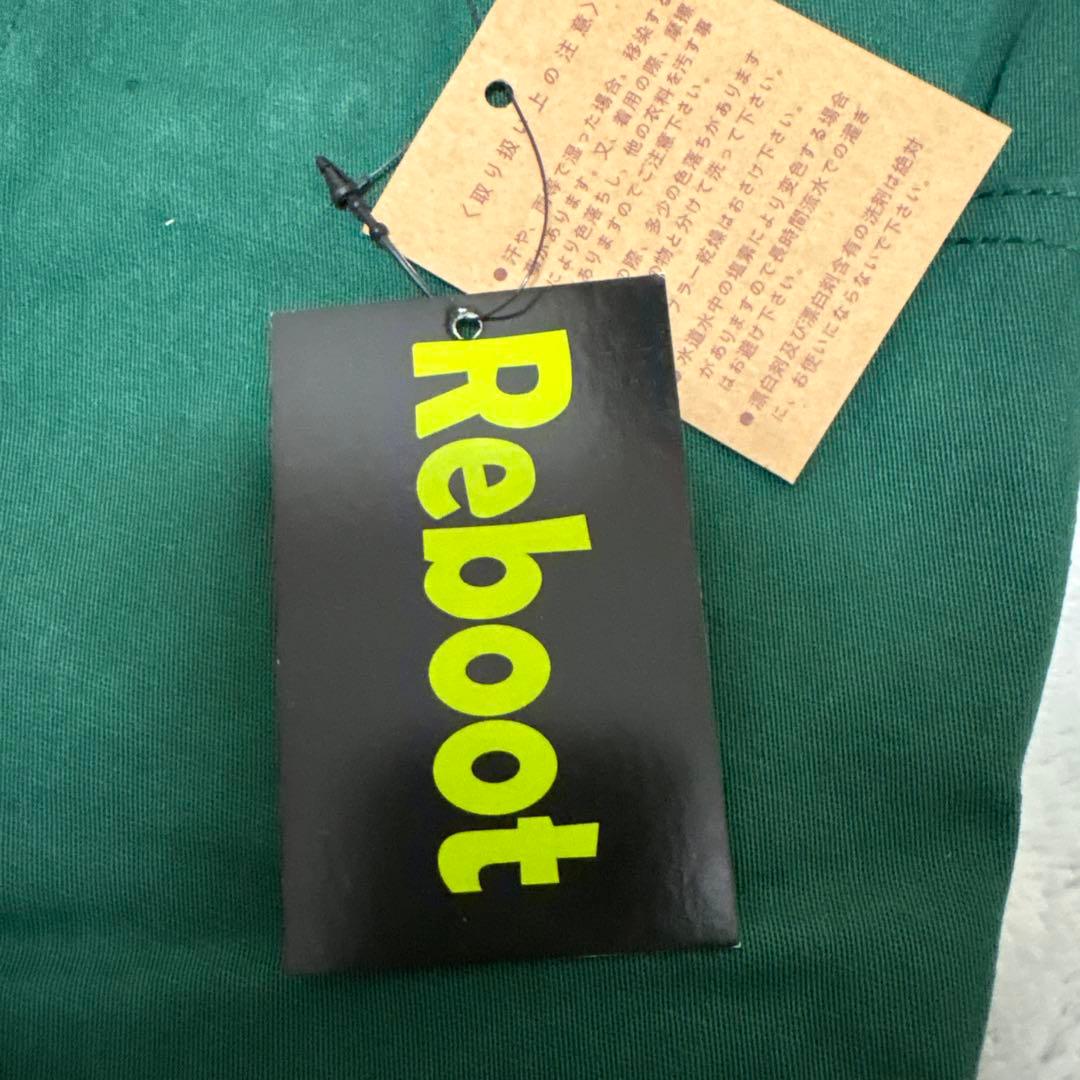 Reboot
〈取り扱い上の注意〉
●汗や、雨等で湿った場合、移染する
事があります。又、着用の際、摩擦
により色落ちし、他の衣料を汚す事
ありますのでご注意下さい。
の際、多少の色落ちがあります
の物と分けて洗って下さい。
ブラー乾燥はおさけ下さい。
水道水中の塩素により変色する場合
がありますので長時間流水での濯ぎ
はお避け下さい。
●漂白剤及び漂白剤含有の洗剤は絶対
に、お使いにならないで下さい。